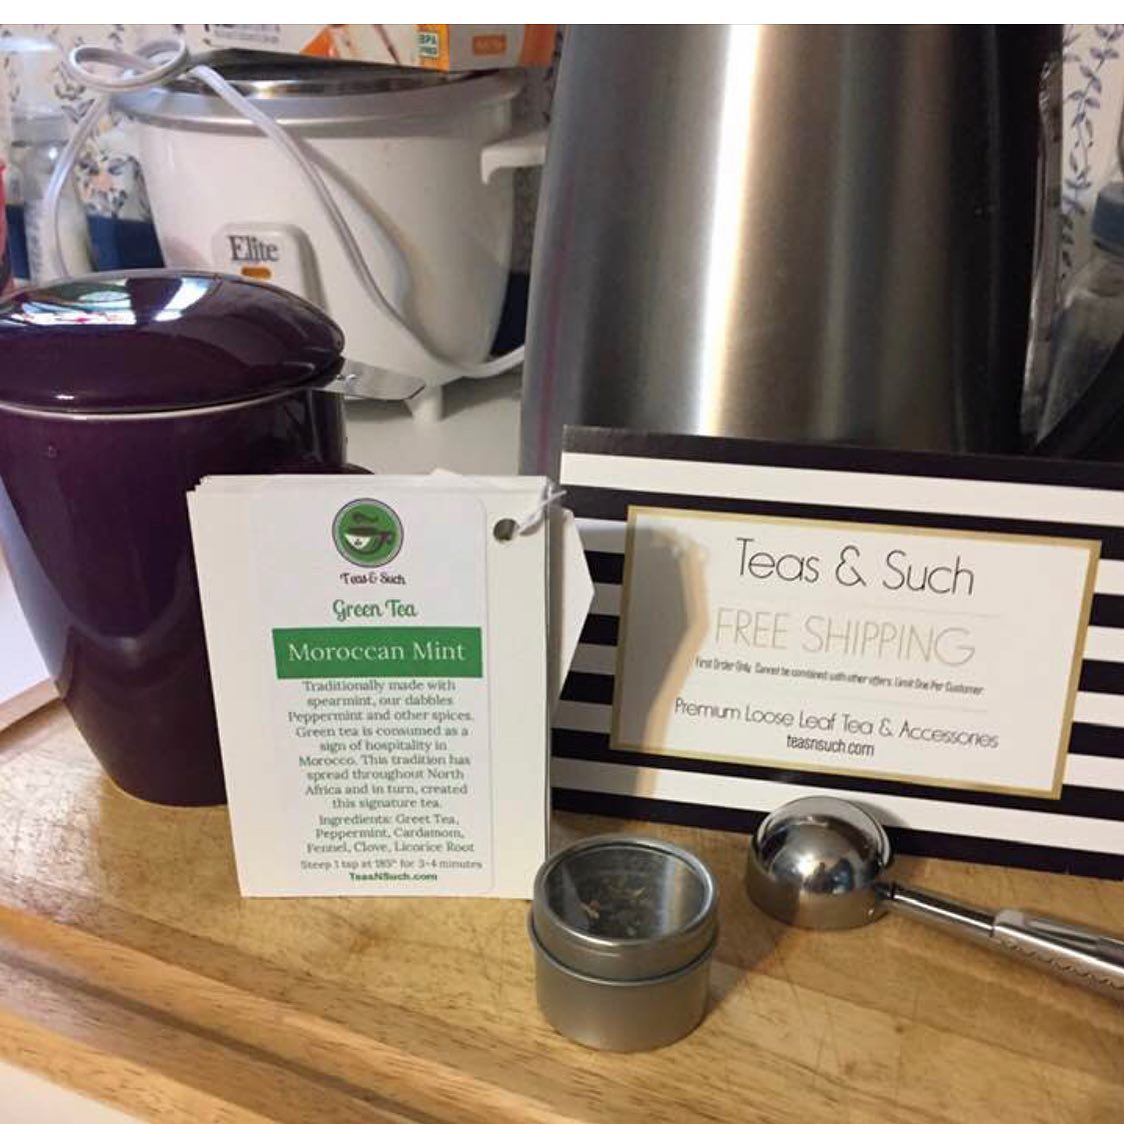 BPA
FREE
Elite
Teas & Such
Green Tea
Moroccan Mint
Traditionally made with
spearmint, our dabbles
Peppermint and other spices.
Green tea is consumed as a
sign of hospitality in
Morocco. This tradition has
spread throughout North
Africa and in turn, created
this signature tea.
Ingredients: Greet Tea,
Peppermint, Cardamom,
Fennel, Clove, Licorice Root
Steep 1 tsp at 185° for 3-4 minutes
TeasNSuch.com
Teas & Such
FREE SHIPPING
First Order Only. Cannot be combined with other offers. Limit One Per Customer
Premium Loose Leaf Tea & Accessories
teasnsuch.com